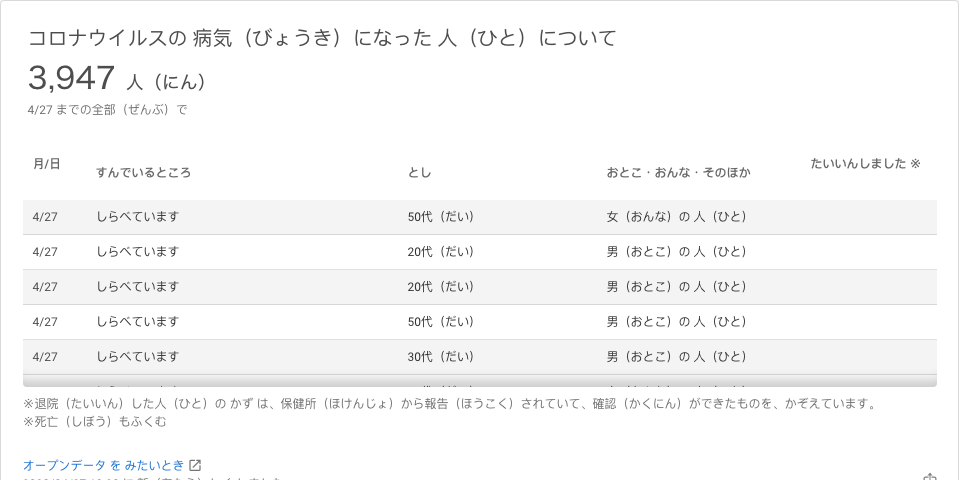 コロナウイルスの 病気（びょうき）になった 人（ひと）について
3,947 人（にん）
4/27 までの全部（ぜんぶ）で
月/日 すんでいるところ とし おとこ・おんな・そのほか たいいんしました ※
4/27 しらべています 50代（だい） 女（おんな）の 人（ひと）
4/27 しらべています 20代（だい） 男（おとこ）の 人（ひと）
4/27 しらべています 20代（だい） 男（おとこ）の 人（ひと）
4/27 しらべています 50代（だい） 男（おとこ）の 人（ひと）
4/27 しらべています 30代（だい） 男（おとこ）の 人（ひと）
※退院（たいいん）した人（ひと）の かず は、保健所（ほけんじょ）から報告（ほうこく）されていて、確認（かくにん）ができたものを、かぞえています。
※死亡（しぼう）もふくむ
オープンデータ を みたいとき